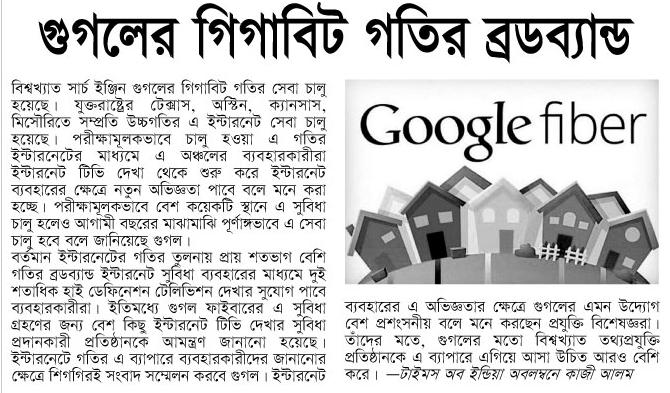 গুগলের গিগাবিট গতির ব্রডব্যান্ড
বিশ্বখ্যাত সার্চ ইঞ্জিন গুগলের গিগাবিট গতির সেবা চালু
হয়েছে। যুক্তরাষ্ট্রের টেক্সাস, অস্টিন, ক্যানসাস,
মিসৌরিতে সম্প্রতি উচ্চগতির এ ইন্টারনেট সেবা চালু
হয়েছে। পরীক্ষামূলকভাবে চালু হওয়া এ গতির
ইন্টারনেটের মাধ্যমে এ অঞ্চলের ব্যবহারকারীরা
ইন্টারনেট টিভি দেখা থেকে শুরু করে ইন্টারনেট
ব্যবহারের ক্ষেত্রে নতুন অভিজ্ঞতা পাবে বলে মনে করা
হচ্ছে। পরীক্ষামূলকভাবে বেশ কয়েকটি স্থানে এ সুবিধা
চালু হলেও আগামী বছরের মাঝামাঝি পূর্ণাঙ্গভাবে এ সেবা
চালু হবে বলে জানিয়েছে গুগল।
বর্তমান ইন্টারনেটের গতির তুলনায় প্রায় শতভাগ বেশি
গতির ব্রডব্যান্ড ইন্টারনেট সুবিধা ব্যবহারের মাধ্যমে দুই
শতাধিক হাই ডেফিনেশন টেলিভিশন দেখার সুযোগ পাবে
ব্যবহারকারীরা। ইতিমধ্যে গুগল ফাইবারের এ সুবিধা
গ্রহণের জন্য বেশ কিছু ইন্টারনেট টিভি দেখার সুবিধা
প্রদানকারী প্রতিষ্ঠানকে আমন্ত্রণ জানানো হয়েছে।
ইন্টারনেট গতির এ ব্যাপারে ব্যবহারকারীদের জানানোর
ক্ষেত্রে শিগগিরই সংবাদ সম্মেলন করবে গুগল। ইন্টারনেট
Google fiber
ব্যবহারের এ অভিজ্ঞতার ক্ষেত্রে গুগলের এমন উদ্যোগ
বেশ প্রশংসনীয় বলে মনে করছেন প্রযুক্তি বিশেষজ্ঞরা।
তাঁদের মতে, গুগলের মতো বিশ্বখ্যাত তথ্যপ্রযুক্তি
প্রতিষ্ঠানকে এ ব্যাপারে এগিয়ে আসা উচিত আরও বেশি
করে। —টাইমস অব ইন্ডিয়া অবলম্বনে কাজী আলম